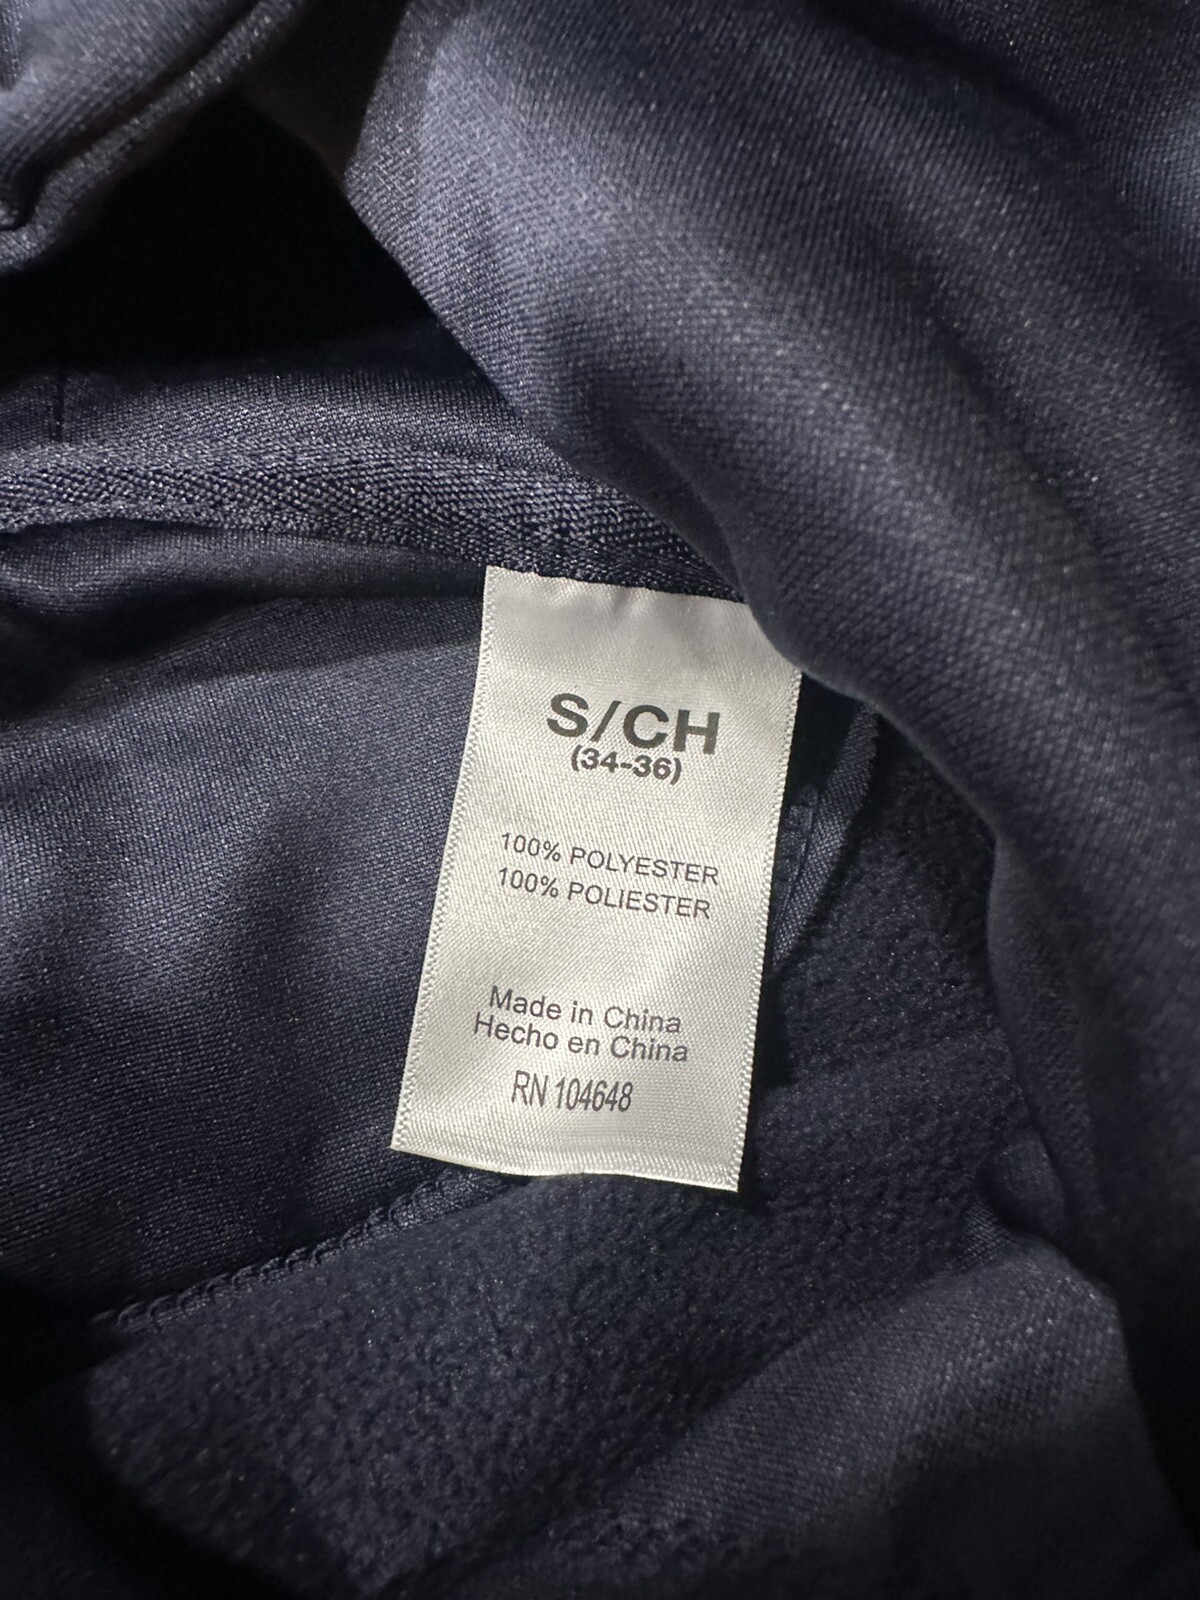 S/CH
(34-36)
100% POLYESTER
100% POLIESTER
Made in China
Hecho en China
RN 104648